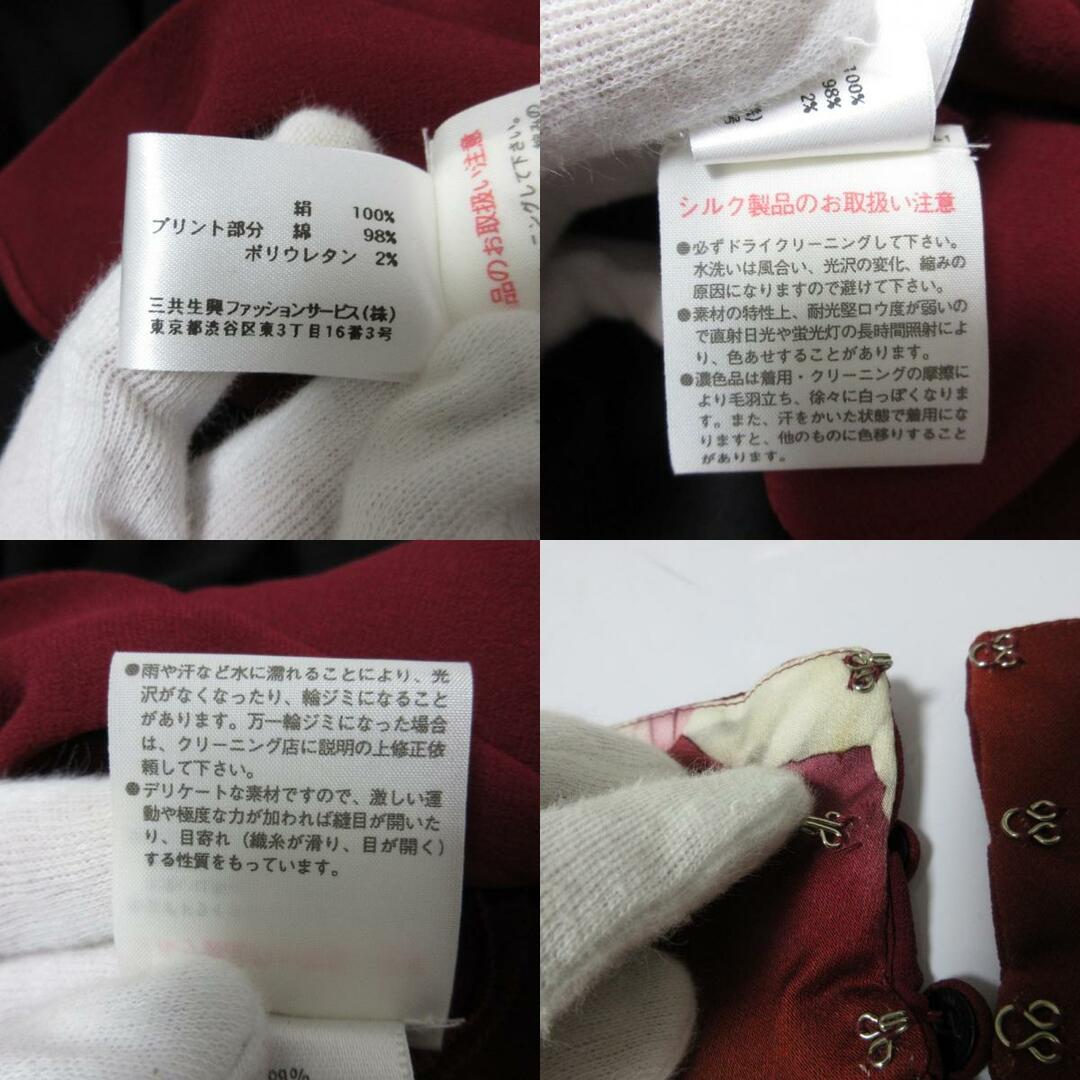 絹 100%
プリント部分 綿 98%
ポリウレタン 2%
三共生興ファッションサービス(株)
東京都渋谷区東3丁目16番3号
品のお取扱い注意
ニングして下さい。
100%
98%
2%
シルク製品のお取扱い注意
●必ずドライクリーニングして下さい。
水洗いは風合い、光沢の変化、縮みの
原因になりますので避けて下さい。
●素材の特性上、耐光堅ロウ度が弱いの
で直射日光や蛍光灯の長時間照射によ
り、色あせすることがあります。
●濃色品は着用・クリーニングの摩擦に
より毛羽立ち、徐々に白っぽくなりま
す。また、汗をかいた状態で着用にな
りますと、他のものに色移りすること
があります。
●雨や汗など水に濡れることにより、光
沢がなくなったり、輪ジミになること
があります。万一輪ジミになった場合
は、クリーニング店に説明の上修正依
頼して下さい。
●デリケートな素材ですので、激しい運
動や極度な力が加われば縫目が開いた
り、目寄れ（織糸が滑り、目が開く）
する性質をもっています。